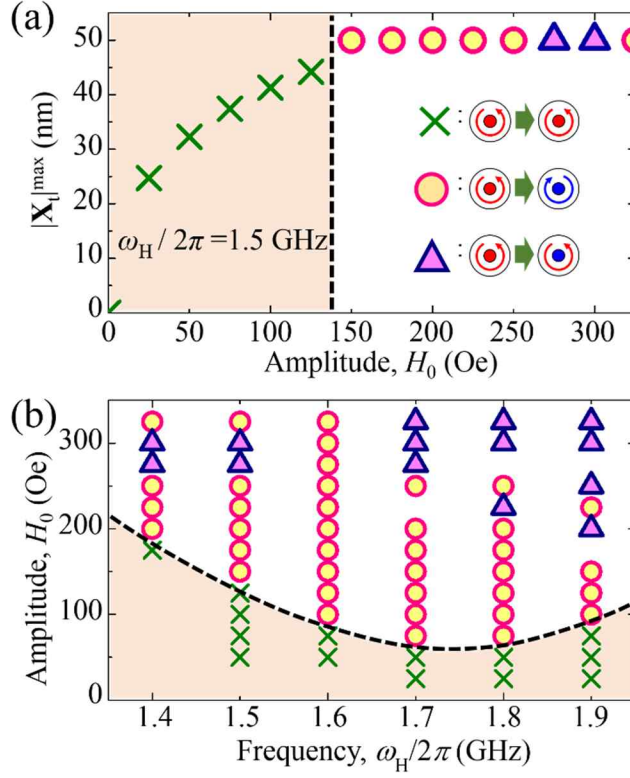 (a)
|X_t|^max (nm)
50
40
30
20
10
0
ω_H / 2π =1.5 GHz
:
:
:
0 50 100 150 200 250 300
Amplitude, H_0 (Oe)
(b)
Amplitude, H_0 (Oe)
300
200
100
0
1.4 1.5 1.6 1.7 1.8 1.9
Frequency, ω_H/2π (GHz)